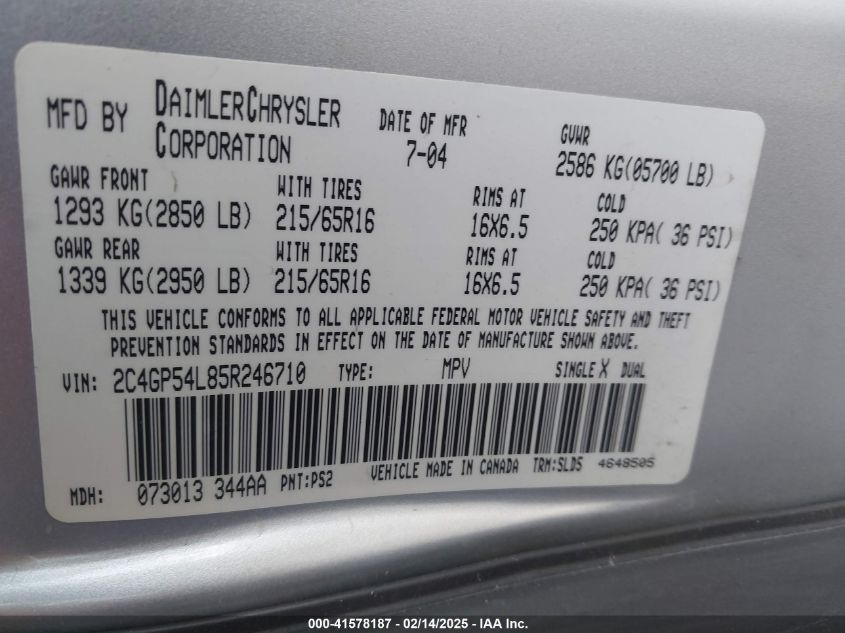 MFD BY DAIMLERCHRYSLER CORPORATION DATE OF MFR 7-04 GVWR 2586 KG(05700 LB)
GAWR FRONT WITH TIRES RIMS AT COLD
1293 KG(2850 LB) 215/65R16 16X6.5 250 KPA( 36 PSI)
GAWR REAR WITH TIRES RIMS AT COLD
1339 KG(2950 LB) 215/65R16 16X6.5 250 KPA( 36 PSI)
THIS VEHICLE CONFORMS TO ALL APPLICABLE FEDERAL MOTOR VEHICLE SAFETY AND THEFT
PREVENTION STANDARDS IN EFFECT ON THE DATE OF MANUFACTURE SHOWN ABOVE.
VIN: 2C4GP54L85R246710 TYPE: MPV SINGLE X DUAL
MDH: 073013 344AA PNT:PS2 VEHICLE MADE IN CANADA TRM:SLD5 4648505
000-41578187 - 02/14/2025 - IAA Inc.